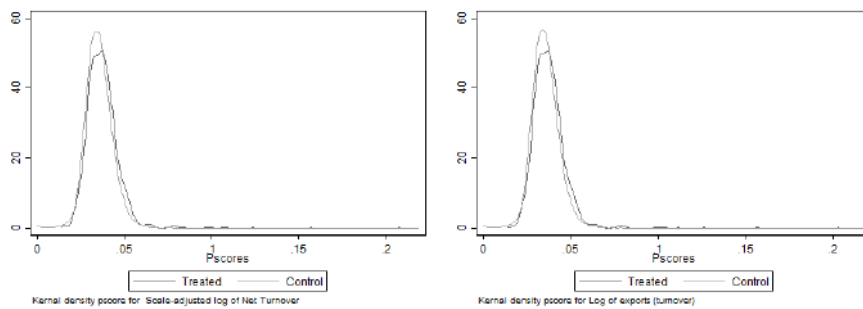 60
40
20
0
0 .05 .1 .15 .2
Pscores
Treated Control
Kernal density pscore for Scale-adjusted log of Net Turnover
60
40
20
0
0 .05 .1 .15 .2
Pscores
Treated Control
Kernal density pscore for Log of exports (turnover)